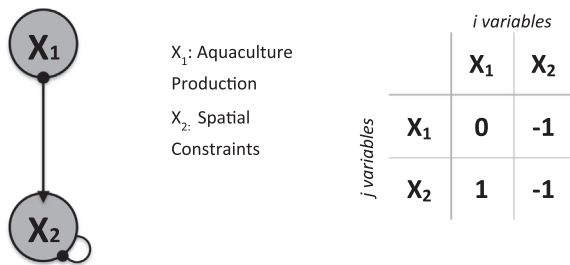 X₁
X₂
X₁: Aquaculture
Production
X₂: Spatial
Constraints
i variables
X₁ X₂
j variables
X₁ 0 -1
X₂ 1 -1